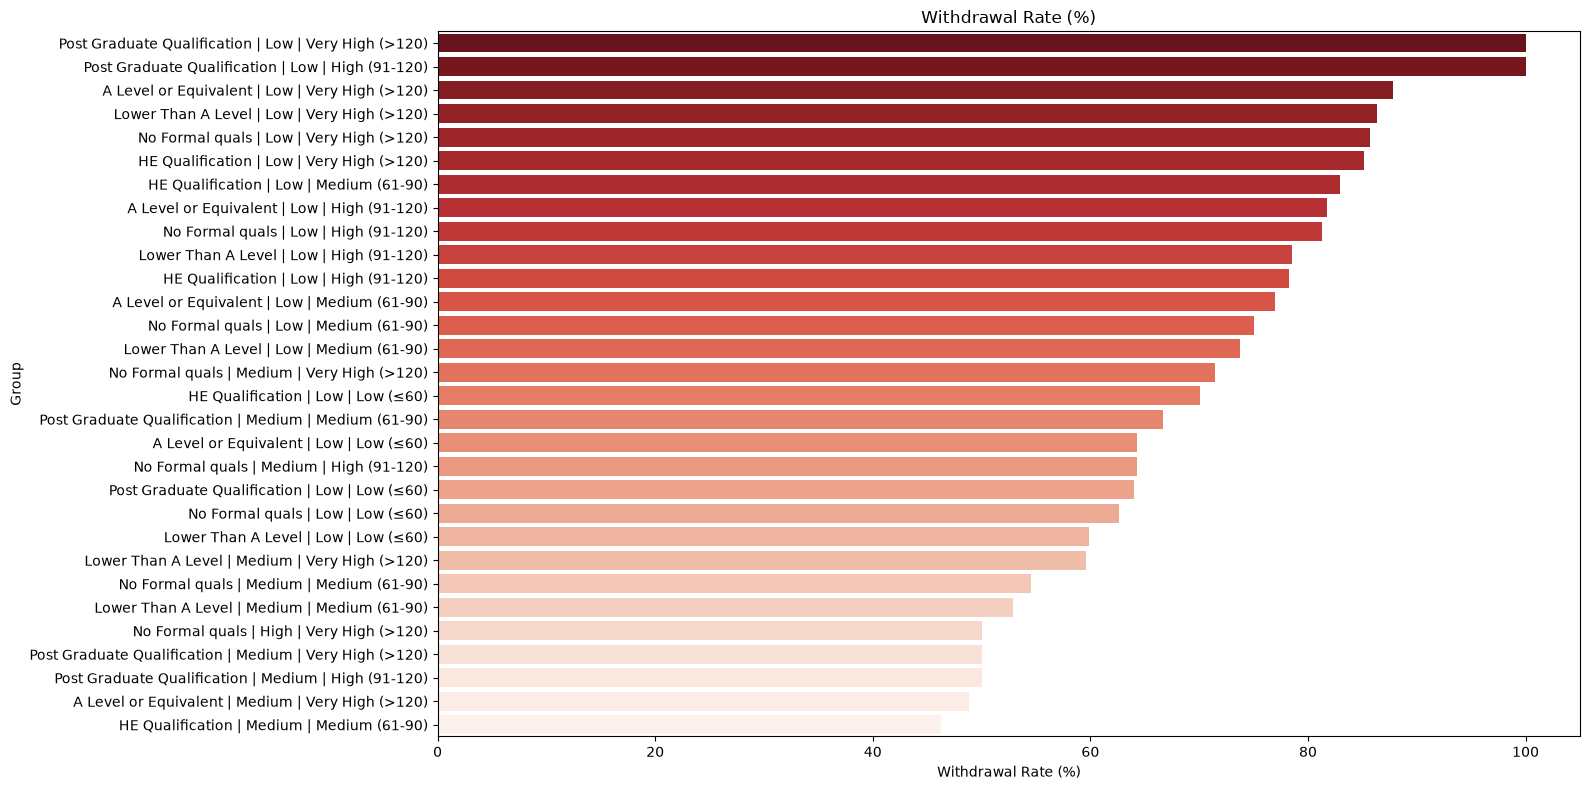 Withdrawal Rate (%)
Post Graduate Qualification | Low | Very High (>120)
Post Graduate Qualification | Low | High (91-120)
A Level or Equivalent | Low | Very High (>120)
Lower Than A Level | Low | Very High (>120)
No Formal quals | Low | Very High (>120)
HE Qualification | Low | Very High (>120)
HE Qualification | Low | Medium (61-90)
A Level or Equivalent | Low | High (91-120)
No Formal quals | Low | High (91-120)
Lower Than A Level | Low | High (91-120)
HE Qualification | Low | High (91-120)
A Level or Equivalent | Low | Medium (61-90)
No Formal quals | Low | Medium (61-90)
Lower Than A Level | Low | Medium (61-90)
No Formal quals | Medium | Very High (>120)
HE Qualification | Low | Low (≤60)
Post Graduate Qualification | Medium | Medium (61-90)
A Level or Equivalent | Low | Low (≤60)
No Formal quals | Medium | High (91-120)
Post Graduate Qualification | Low | Low (≤60)
No Formal quals | Low | Low (≤60)
Lower Than A Level | Low | Low (≤60)
Lower Than A Level | Medium | Very High (>120)
No Formal quals | Medium | Medium (61-90)
Lower Than A Level | Medium | Medium (61-90)
No Formal quals | High | Very High (>120)
Post Graduate Qualification | Medium | Very High (>120)
Post Graduate Qualification | Medium | High (91-120)
A Level or Equivalent | Medium | Very High (>120)
HE Qualification | Medium | Medium (61-90)
Group
0 20 40 60 80 100
Withdrawal Rate (%)